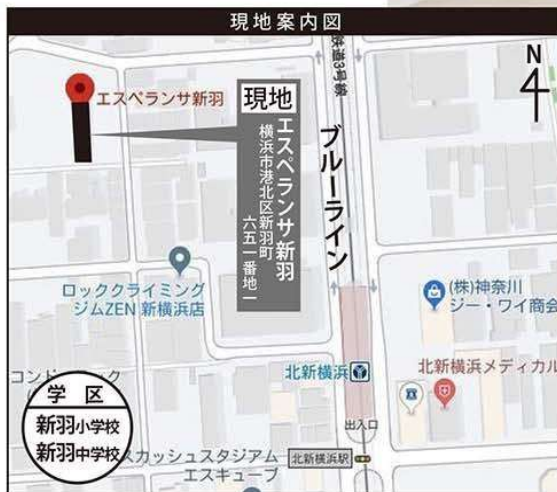 現地案内図
鉄道3号線
N
エスペランサ新羽
現地
エスペランサ新羽
横浜市港北区新羽町
六五一番地一
ブルーライン
ロッククライミング
ジムZEN 新横浜店
(株)神奈川
ジー・ワイ商会
北新横浜
北新横浜メディカル
学区
新羽小学校
新羽中学校
出入口
スカッシュスタジアム
エスキューブ
北新横浜駅